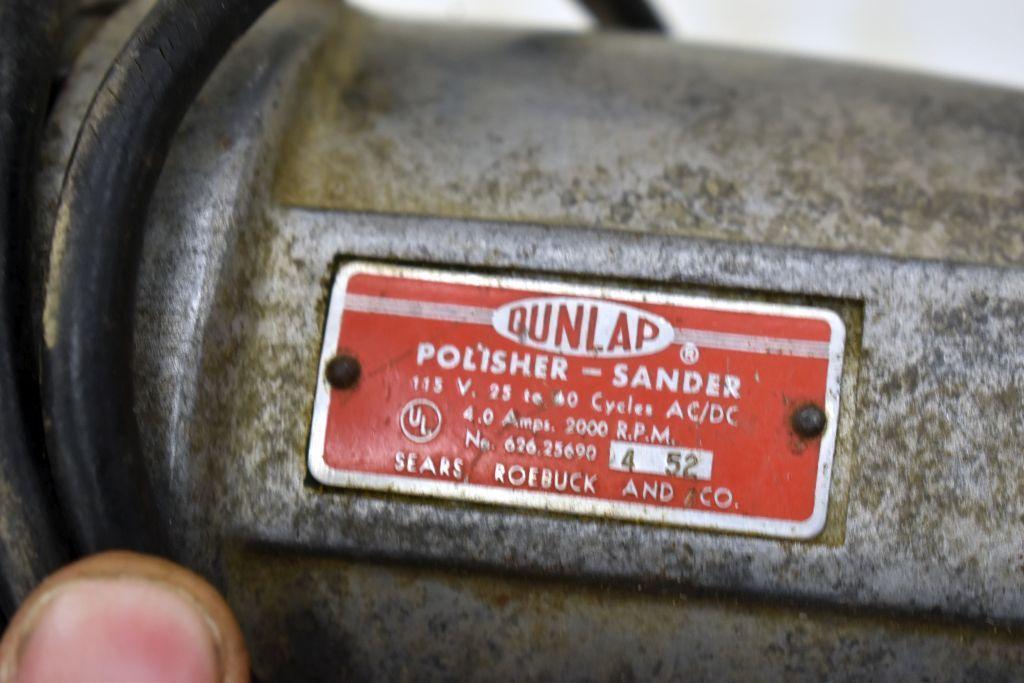 DUNLAP ®
POLISHER - SANDER
115 V. 25 to 60 Cycles AC/DC
UL 4.0 Amps. 2000 R.P.M.
No. 626.25690 4 52
SEARS, ROEBUCK AND CO.